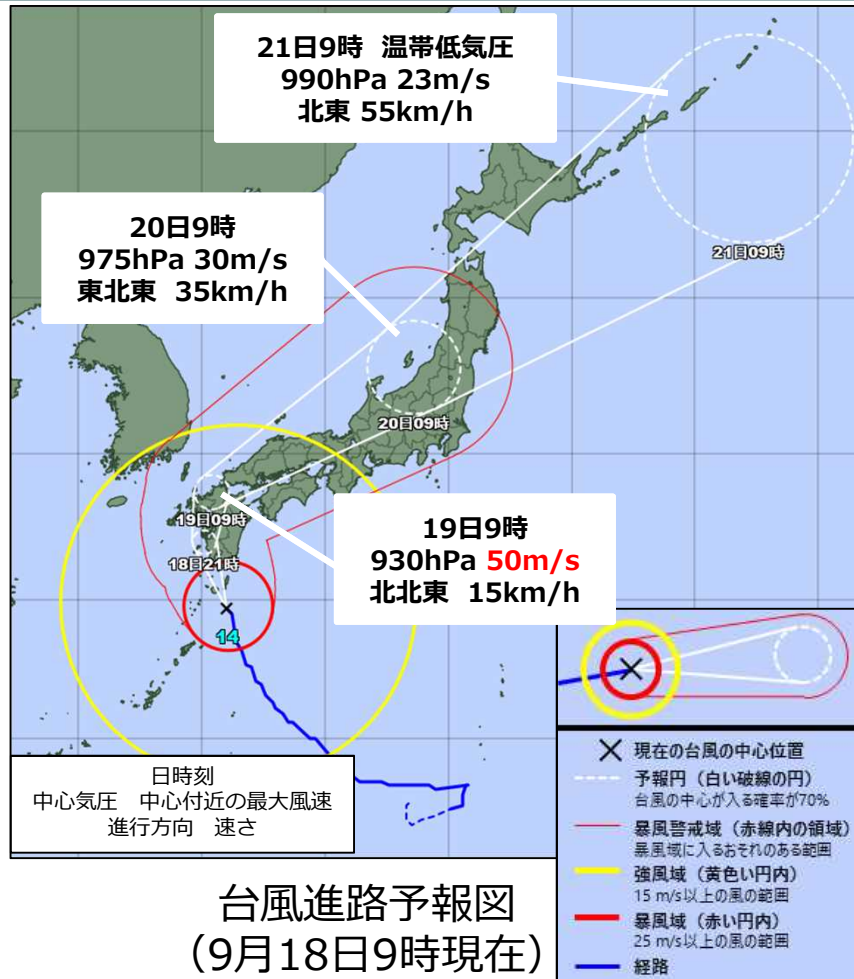 21日9時 温帯低気圧
990hPa 23m/s
北東 55km/h
20日9時
975hPa 30m/s
東北東 35km/h
21日09時
20日09時
19日09時
18日21時
14
19日9時
930hPa 50m/s
北北東 15km/h
日時刻
中心気圧 中心付近の最大風速
進行方向 速さ
台風進路予報図
（9月18日9時現在）
現在の台風の中心位置
予報円（白い破線の円）
台風の中心が入る確率が70%
暴風警戒域（赤線内の領域）
暴風域に入るおそれのある範囲
強風域（黄色い円内）
15 m/s以上の風の範囲
暴風域（赤い円内）
25 m/s以上の風の範囲
経路